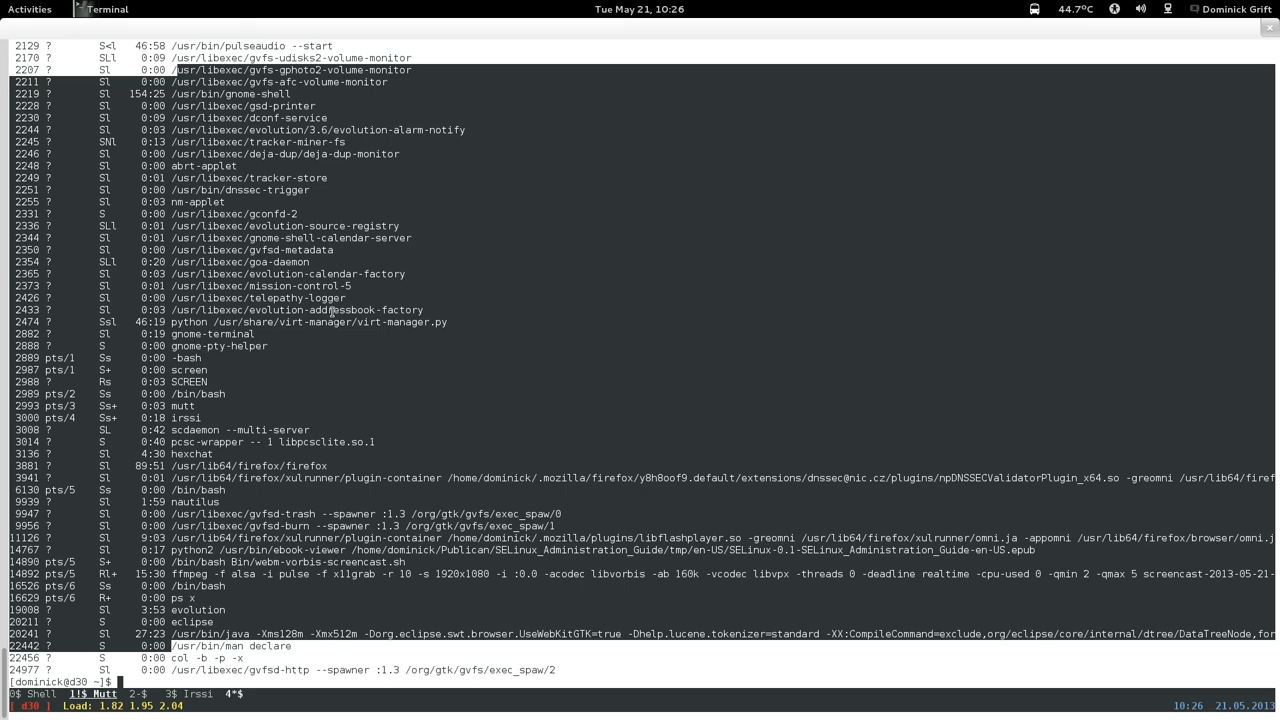 Activities Terminal Tue May 21, 10:26 44.7°C Dominick Grift
2129 ? S<l 46:58 /usr/bin/pulseaudio --start
2170 ? SLl 0:09 /usr/libexec/gvfs-udisks2-volume-monitor
2207 ? Sl 0:00 /usr/libexec/gvfs-gphoto2-volume-monitor
2211 ? Sl 0:00 /usr/libexec/gvfs-afc-volume-monitor
2219 ? Sl 154:25 /usr/bin/gnome-shell
2228 ? Sl 0:00 /usr/libexec/gsd-printer
2230 ? Sl 0:09 /usr/libexec/dconf-service
2244 ? Sl 0:03 /usr/libexec/evolution/3.6/evolution-alarm-notify
2245 ? SNl 0:13 /usr/libexec/tracker-miner-fs
2246 ? Sl 0:00 /usr/libexec/deja-dup/deja-dup-monitor
2248 ? Sl 0:00 abrt-applet
2249 ? Sl 0:01 /usr/libexec/tracker-store
2251 ? Sl 0:00 /usr/bin/dnssec-trigger
2255 ? Sl 0:03 nm-applet
2331 ? S 0:00 /usr/libexec/gconfd-2
2336 ? SLl 0:01 /usr/libexec/evolution-source-registry
2344 ? Sl 0:01 /usr/libexec/gnome-shell-calendar-server
2350 ? Sl 0:00 /usr/libexec/gvfsd-metadata
2354 ? SLl 0:20 /usr/libexec/goa-daemon
2365 ? Sl 0:03 /usr/libexec/evolution-calendar-factory
2373 ? Sl 0:01 /usr/libexec/mission-control-5
2426 ? Sl 0:00 /usr/libexec/telepathy-logger
2433 ? Sl 0:03 /usr/libexec/evolution-addressbook-factory
2474 ? Ssl 46:19 python /usr/share/virt-manager/virt-manager.py
2882 ? Sl 0:19 gnome-terminal
2888 ? S 0:00 gnome-pty-helper
2889 pts/1 Ss 0:00 -bash
2987 pts/1 S+ 0:00 screen
2988 ? Rs 0:03 SCREEN
2989 pts/2 Ss 0:00 /bin/bash
2993 pts/3 Ss+ 0:03 mutt
3000 pts/4 Ss+ 0:18 irssi
3008 ? SL 0:42 scdaemon --multi-server
3014 ? S 0:40 pcsc-wrapper -- 1 libpcsclite.so.1
3136 ? Sl 4:30 hexchat
3881 ? Sl 89:51 /usr/lib64/firefox/firefox
3941 ? Sl 0:01 /usr/lib64/firefox/xulrunner/plugin-container /home/dominick/.mozilla/firefox/y8h8oof9.default/extensions/dnssec@nic.cz/plugins/npDNSSECValidatorPlugin_x64.so -greomni /usr/lib64/firef
6130 pts/5 Ss 0:00 /bin/bash
9939 ? Sl 1:59 nautilus
9947 ? Sl 0:00 /usr/libexec/gvfsd-trash --spawner :1.3 /org/gtk/gvfs/exec_spaw/0
9956 ? Sl 0:00 /usr/libexec/gvfsd-burn --spawner :1.3 /org/gtk/gvfs/exec_spaw/1
11126 ? Sl 9:03 /usr/lib64/firefox/xulrunner/plugin-container /home/dominick/.mozilla/plugins/libflashplayer.so -greomni /usr/lib64/firefox/xulrunner/omni.ja -appomni /usr/lib64/firefox/browser/omni.j
14767 ? Sl 0:17 python2 /usr/bin/ebook-viewer /home/dominick/Publican/SELinux_Administration_Guide/tmp/en-US/SELinux-0.1-SELinux_Administration_Guide-en-US.epub
14890 pts/5 S+ 0:00 /bin/bash Bin/webm-vorbis-screencast.sh
14892 pts/5 Rl+ 15:30 ffmpeg -f alsa -i pulse -f x11grab -r 10 -s 1920x1080 -i :0.0 -acodec libvorbis -ab 160k -vcodec libvpx -threads 0 -deadline realtime -cpu-used 0 -qmin 2 -qmax 5 screencast-2013-05-21-
16526 pts/6 Ss 0:00 /bin/bash
16629 pts/6 R+ 0:00 ps x
19008 ? Sl 3:53 evolution
20211 ? S 0:00 eclipse
20241 ? Sl 27:23 /usr/bin/java -Xms128m -Xmx512m -Dorg.eclipse.swt.browser.UseWebKitGTK=true -Dhelp.lucene.tokenizer=standard -XX:CompileCommand=exclude,org/eclipse/core/internal/dtree/DataTreeNode,for
22442 ? S 0:00 /usr/bin/man declare
22456 ? S 0:00 col -b -p -x
24977 ? Sl 0:00 /usr/libexec/gvfsd-http --spawner :1.3 /org/gtk/gvfs/exec_spaw/2
[dominick@d30 ~]$
0$ Shell 1!$ Mutt 2-$ 3$ Irssi 4*$
[ d30 ] Load: 1.82 1.95 2.04 10:26 21.05.2013